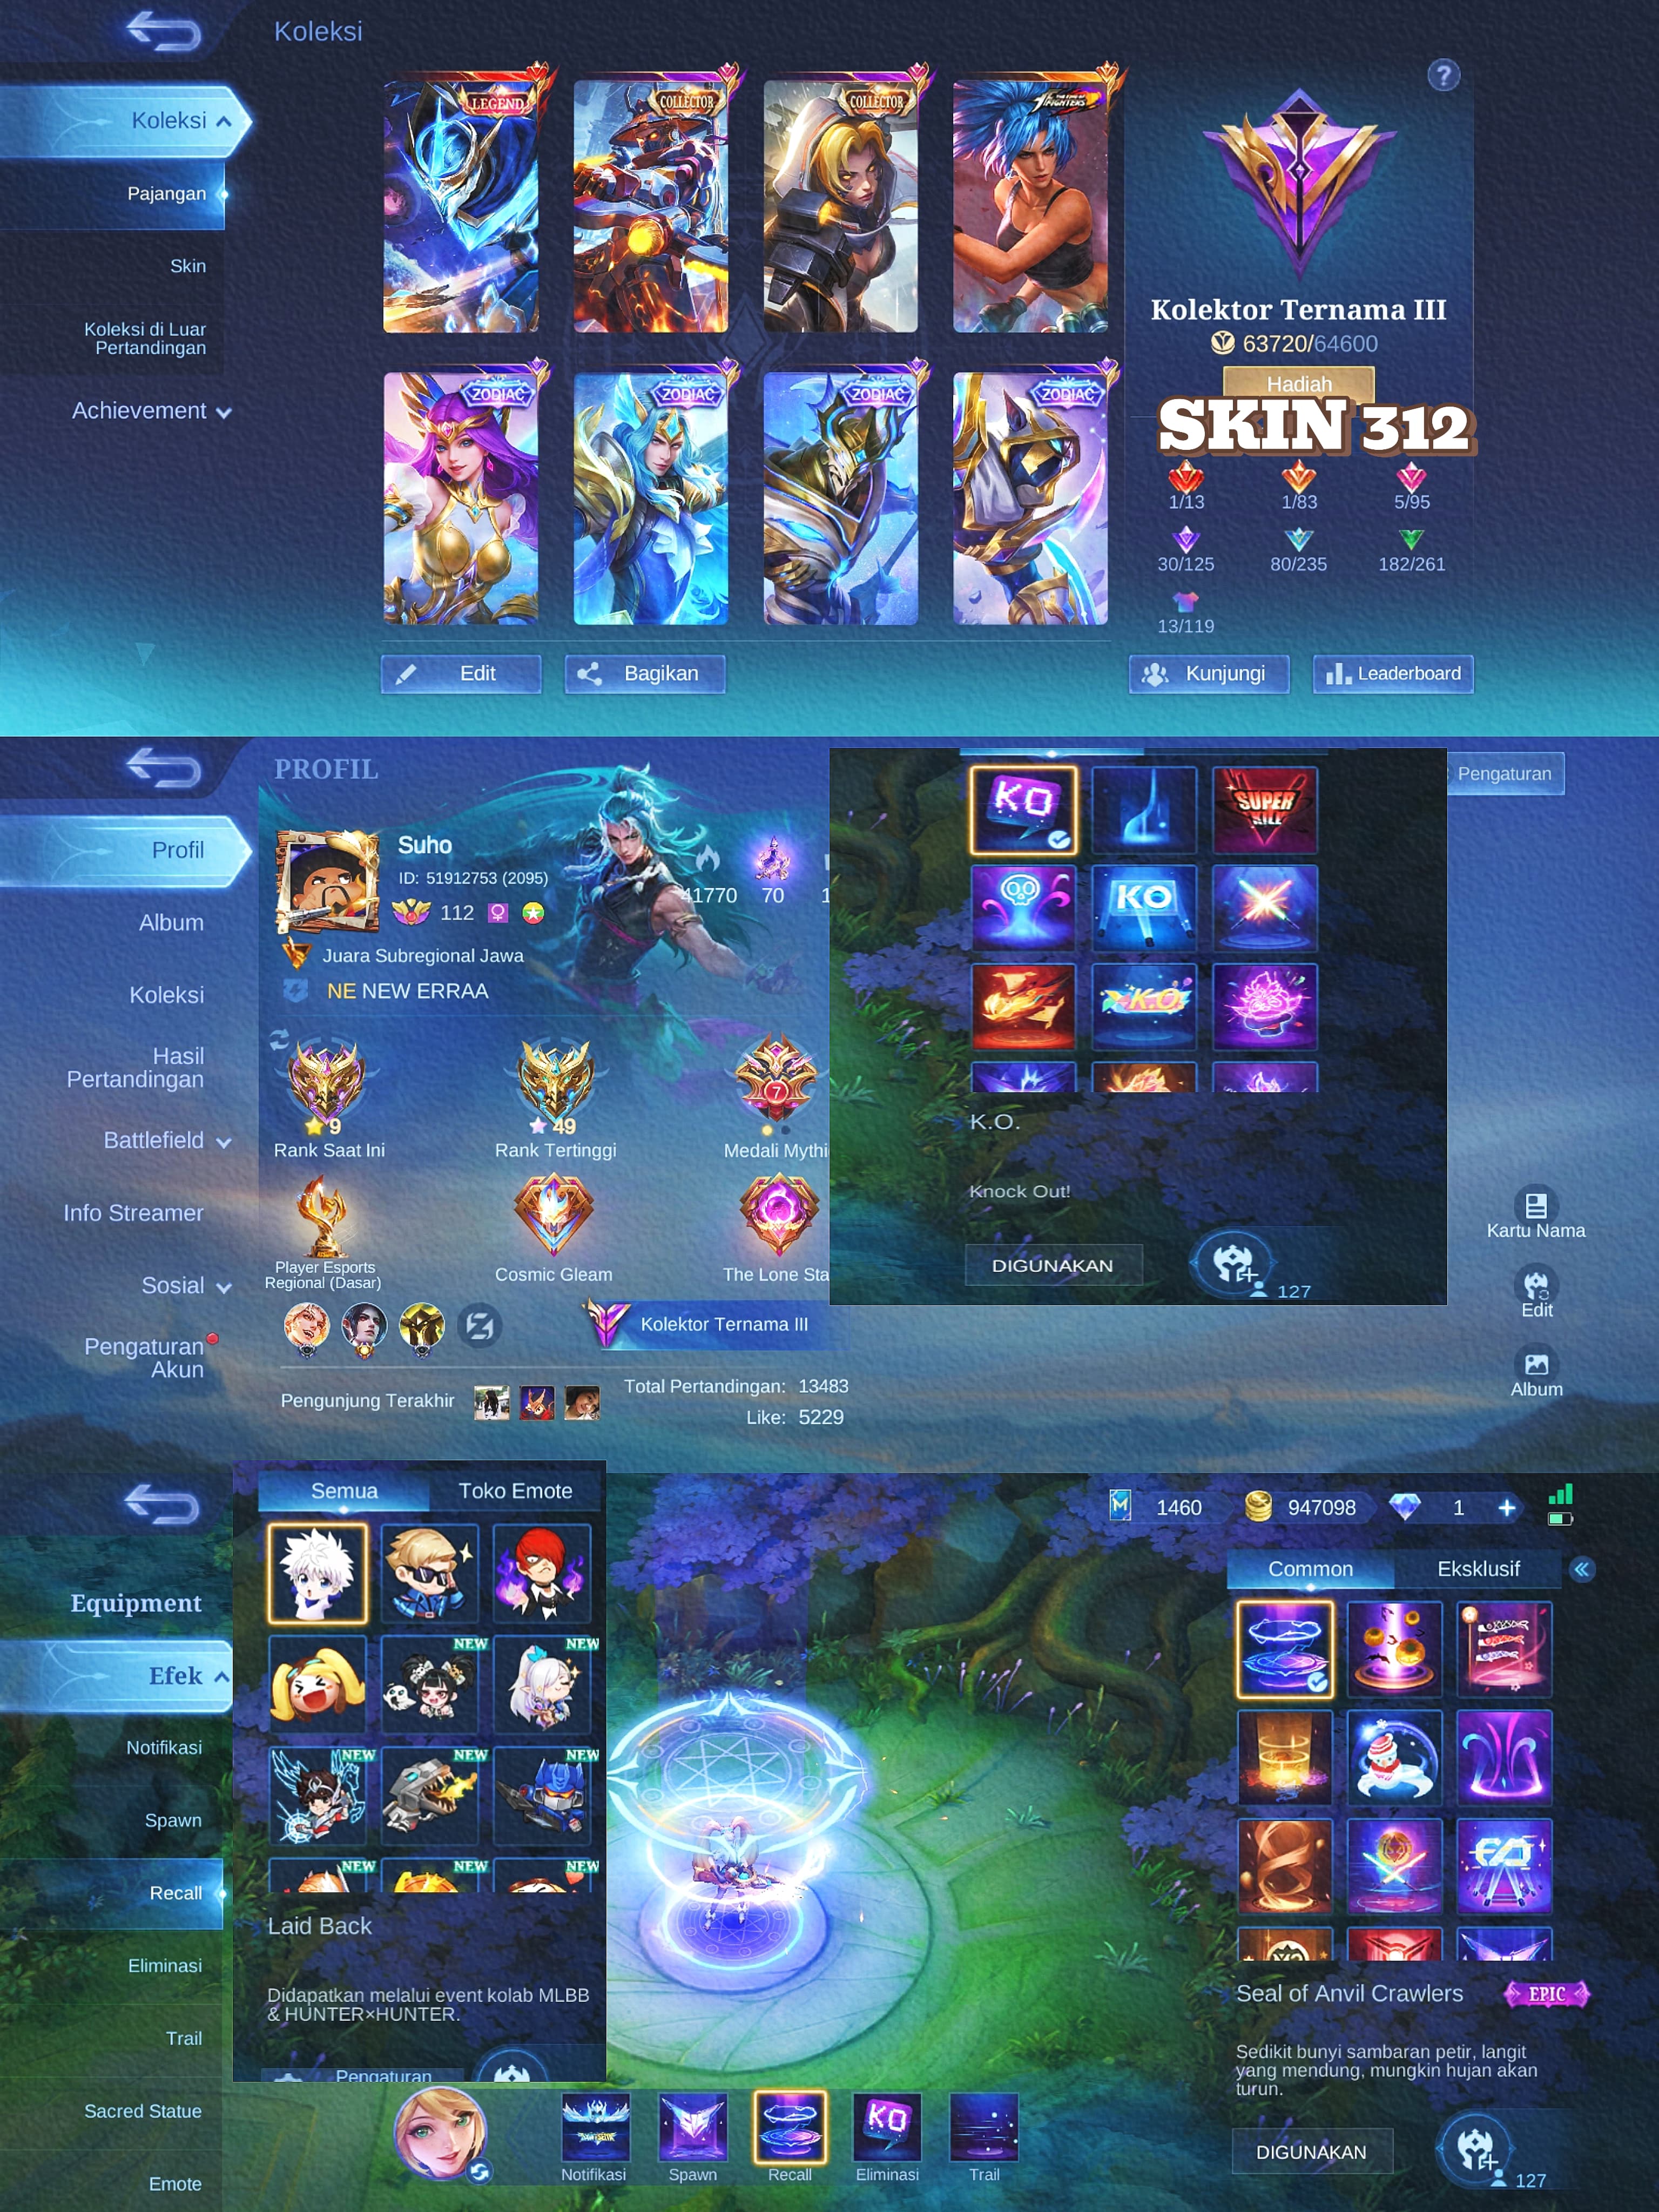 Koleksi
Koleksi
Pajangan
Skin
Koleksi di Luar
Pertandingan
Achievement
LEGEND
COLLECTOR
COLLECTOR
FIGHTERS
ZODIAC
ZODIAC
ZODIAC
ZODIAC
?
Kolektor Ternama III
63720/64600
Hadiah
SKIN 312
1/13 1/83 5/95
30/125 80/235 182/261
13/119
Edit Bagikan Kunjungi Leaderboard
PROFIL
Pengaturan
Profil
Album
Koleksi
Hasil
Pertandingan
Battlefield
Info Streamer
Sosial
Pengaturan
Akun
Suho
ID: 51912753 (2095)
112
Juara Subregional Jawa
NE NEW ERRAA
41770 70 1
9
Rank Saat Ini
49
Rank Tertinggi
7
Medali Mythi
Player Esports
Regional (Dasar)
Cosmic Gleam
The Lone Sta
Kolektor Ternama III
Pengunjung Terakhir
Total Pertandingan: 13483
Like: 5229
KO
SUPER
KILL
KO
K.O
K.O.
Knock Out!
DIGUNAKAN
127
Kartu Nama
Edit
Album
Equipment
Efek
Notifikasi
Spawn
Recall
Eliminasi
Trail
Sacred Statue
Emote
Semua Toko Emote
NEW NEW
NEW NEW NEW
NEW NEW NEW
Laid Back
Didapatkan melalui event kolab MLBB
& HUNTER×HUNTER.
Pengaturan
M 1460 947098 1 +
Common Eksklusif
Seal of Anvil Crawlers EPIC
Sedikit bunyi sambaran petir, langit
yang mendung, mungkin hujan akan
turun.
DIGUNAKAN
127
KO
Notifikasi Spawn Recall Eliminasi Trail